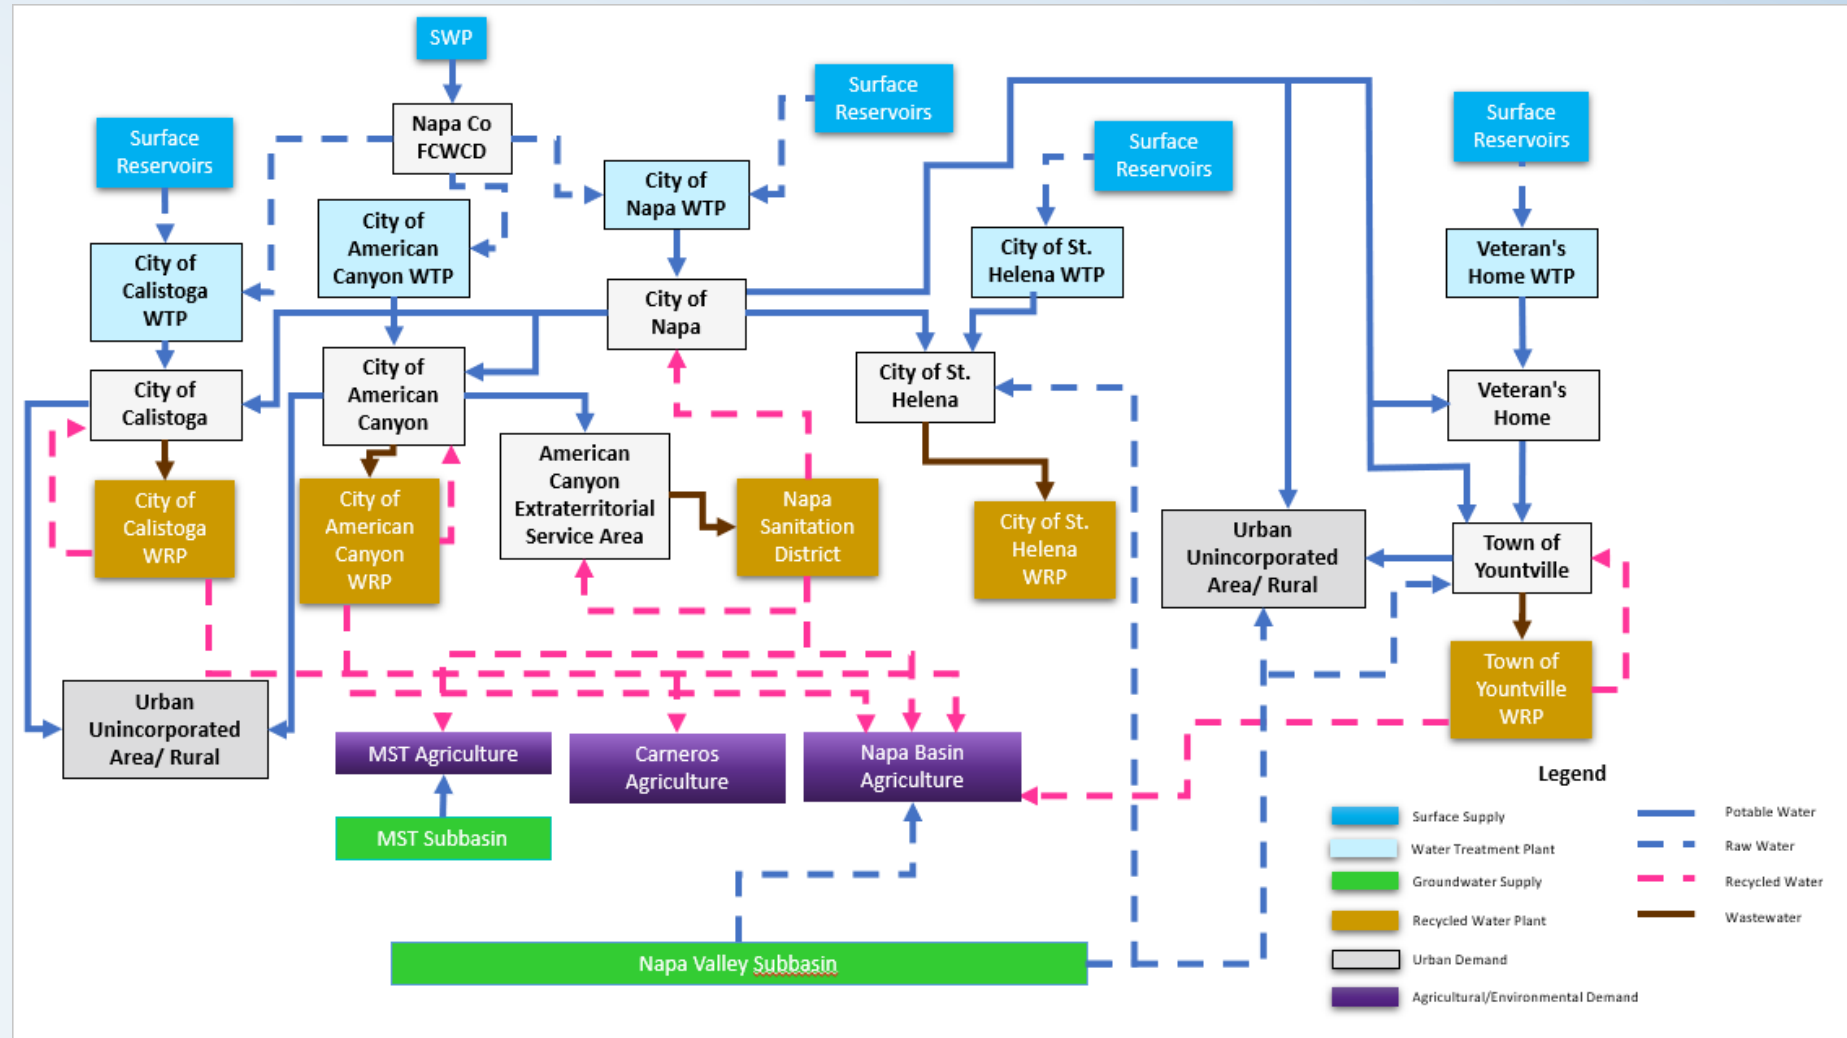 SWP
Surface
Reservoirs
Napa Co
FCWCD
Surface
Reservoirs
Surface
Reservoirs
Surface
Reservoirs
City of
Napa WTP
City of
American
Canyon WTP
City of
Calistoga
WTP
City of St.
Helena WTP
Veteran's
Home WTP
City of
Napa
City of
Calistoga
City of
American
Canyon
City of St.
Helena
Veteran's
Home
American
Canyon
Extraterritorial
Service Area
City of
Calistoga
WRP
City of
American
Canyon
WRP
Napa
Sanitation
District
City of St.
Helena
WRP
Urban
Unincorporated
Area/ Rural
Town of
Yountville
Town of
Yountville
WRP
Urban
Unincorporated
Area/ Rural
MST Agriculture
Carneros
Agriculture
Napa Basin
Agriculture
MST Subbasin
Napa Valley Subbasin
Legend
Surface Supply
Water Treatment Plant
Groundwater Supply
Recycled Water Plant
Urban Demand
Agricultural/Environmental Demand
Potable Water
Raw Water
Recycled Water
Wastewater